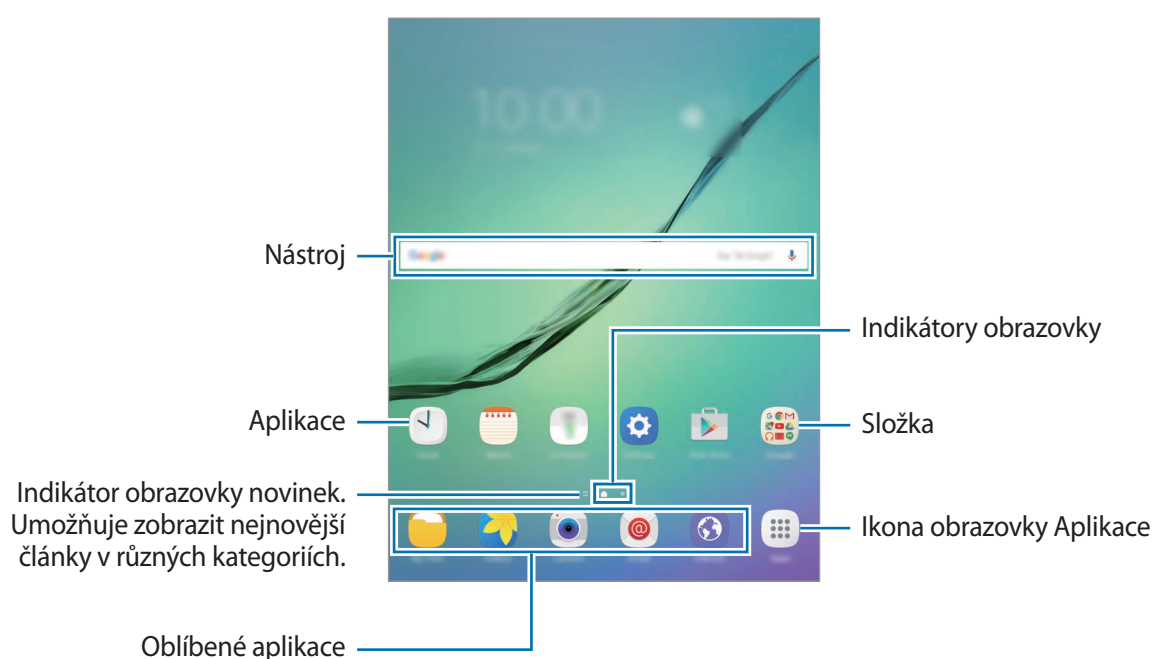 10:00
Google
Nástroj
Indikátory obrazovky
Aplikace
Složka
Indikátor obrazovky novinek.
Umožňuje zobrazit nejnovější
články v různých kategoriích.
Ikona obrazovky Aplikace
Oblíbené aplikace